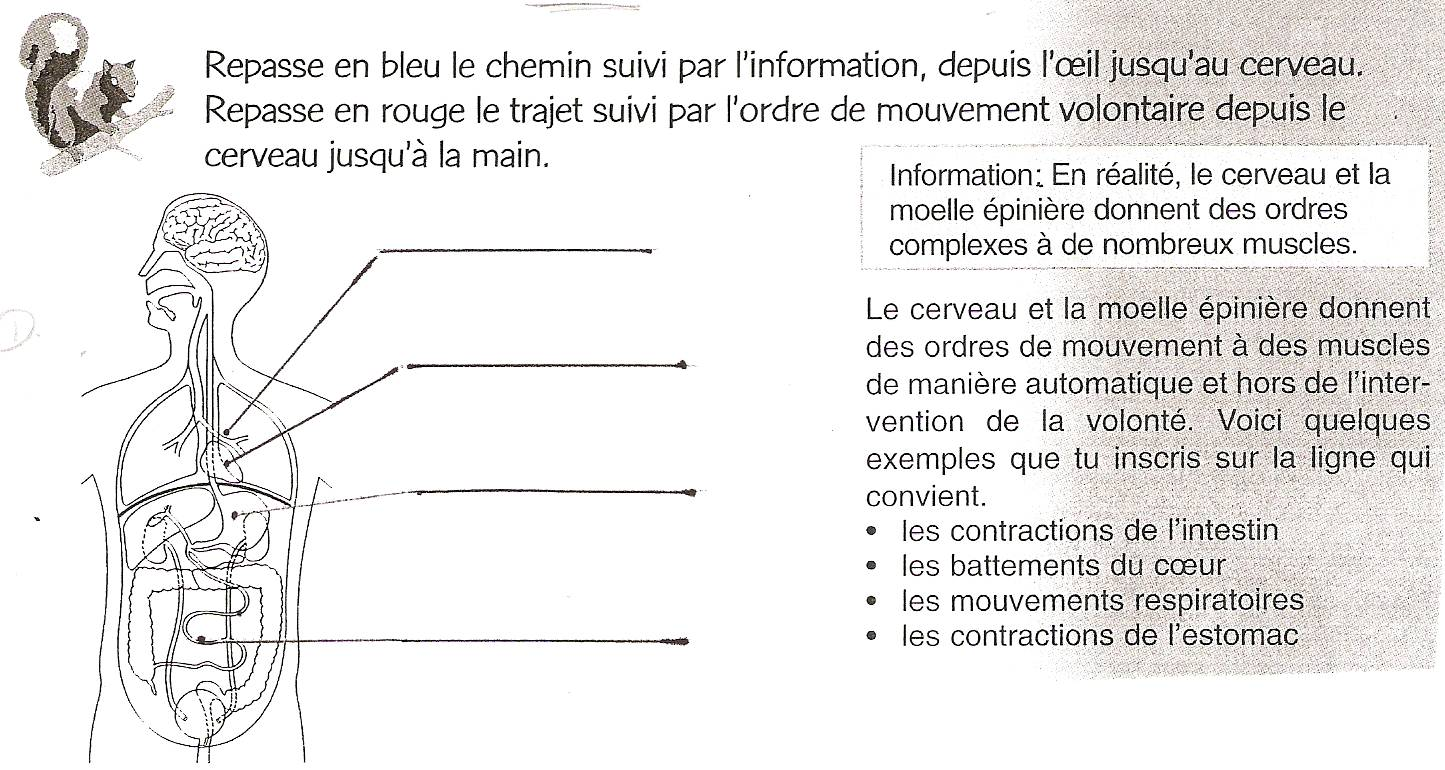 Repasse en bleu le chemin suivi par l'information, depuis l'œil jusqu'au cerveau.
Repasse en rouge le trajet suivi par l'ordre de mouvement volontaire depuis le
cerveau jusqu'à la main.
Information: En réalité, le cerveau et la
moelle épinière donnent des ordres
complexes à de nombreux muscles.
Le cerveau et la moelle épinière donnent
des ordres de mouvement à des muscles
de manière automatique et hors de l'inter-
vention de la volonté. Voici quelques
exemples que tu inscris sur la ligne qui
convient.
• les contractions de l'intestin
• les battements du cœur
• les mouvements respiratoires
• les contractions de l'estomac